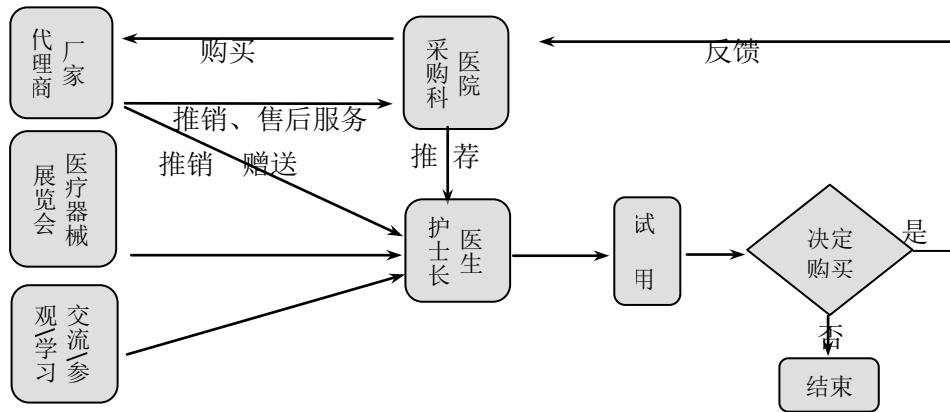 厂家
代理商
购买
医院
采购科
反馈
推销、售后服务
推销 赠送
推 荐
医疗器械
展览会
医生
护士长
试
用
决定
购买
是
交流\参
观\学习
否
结束